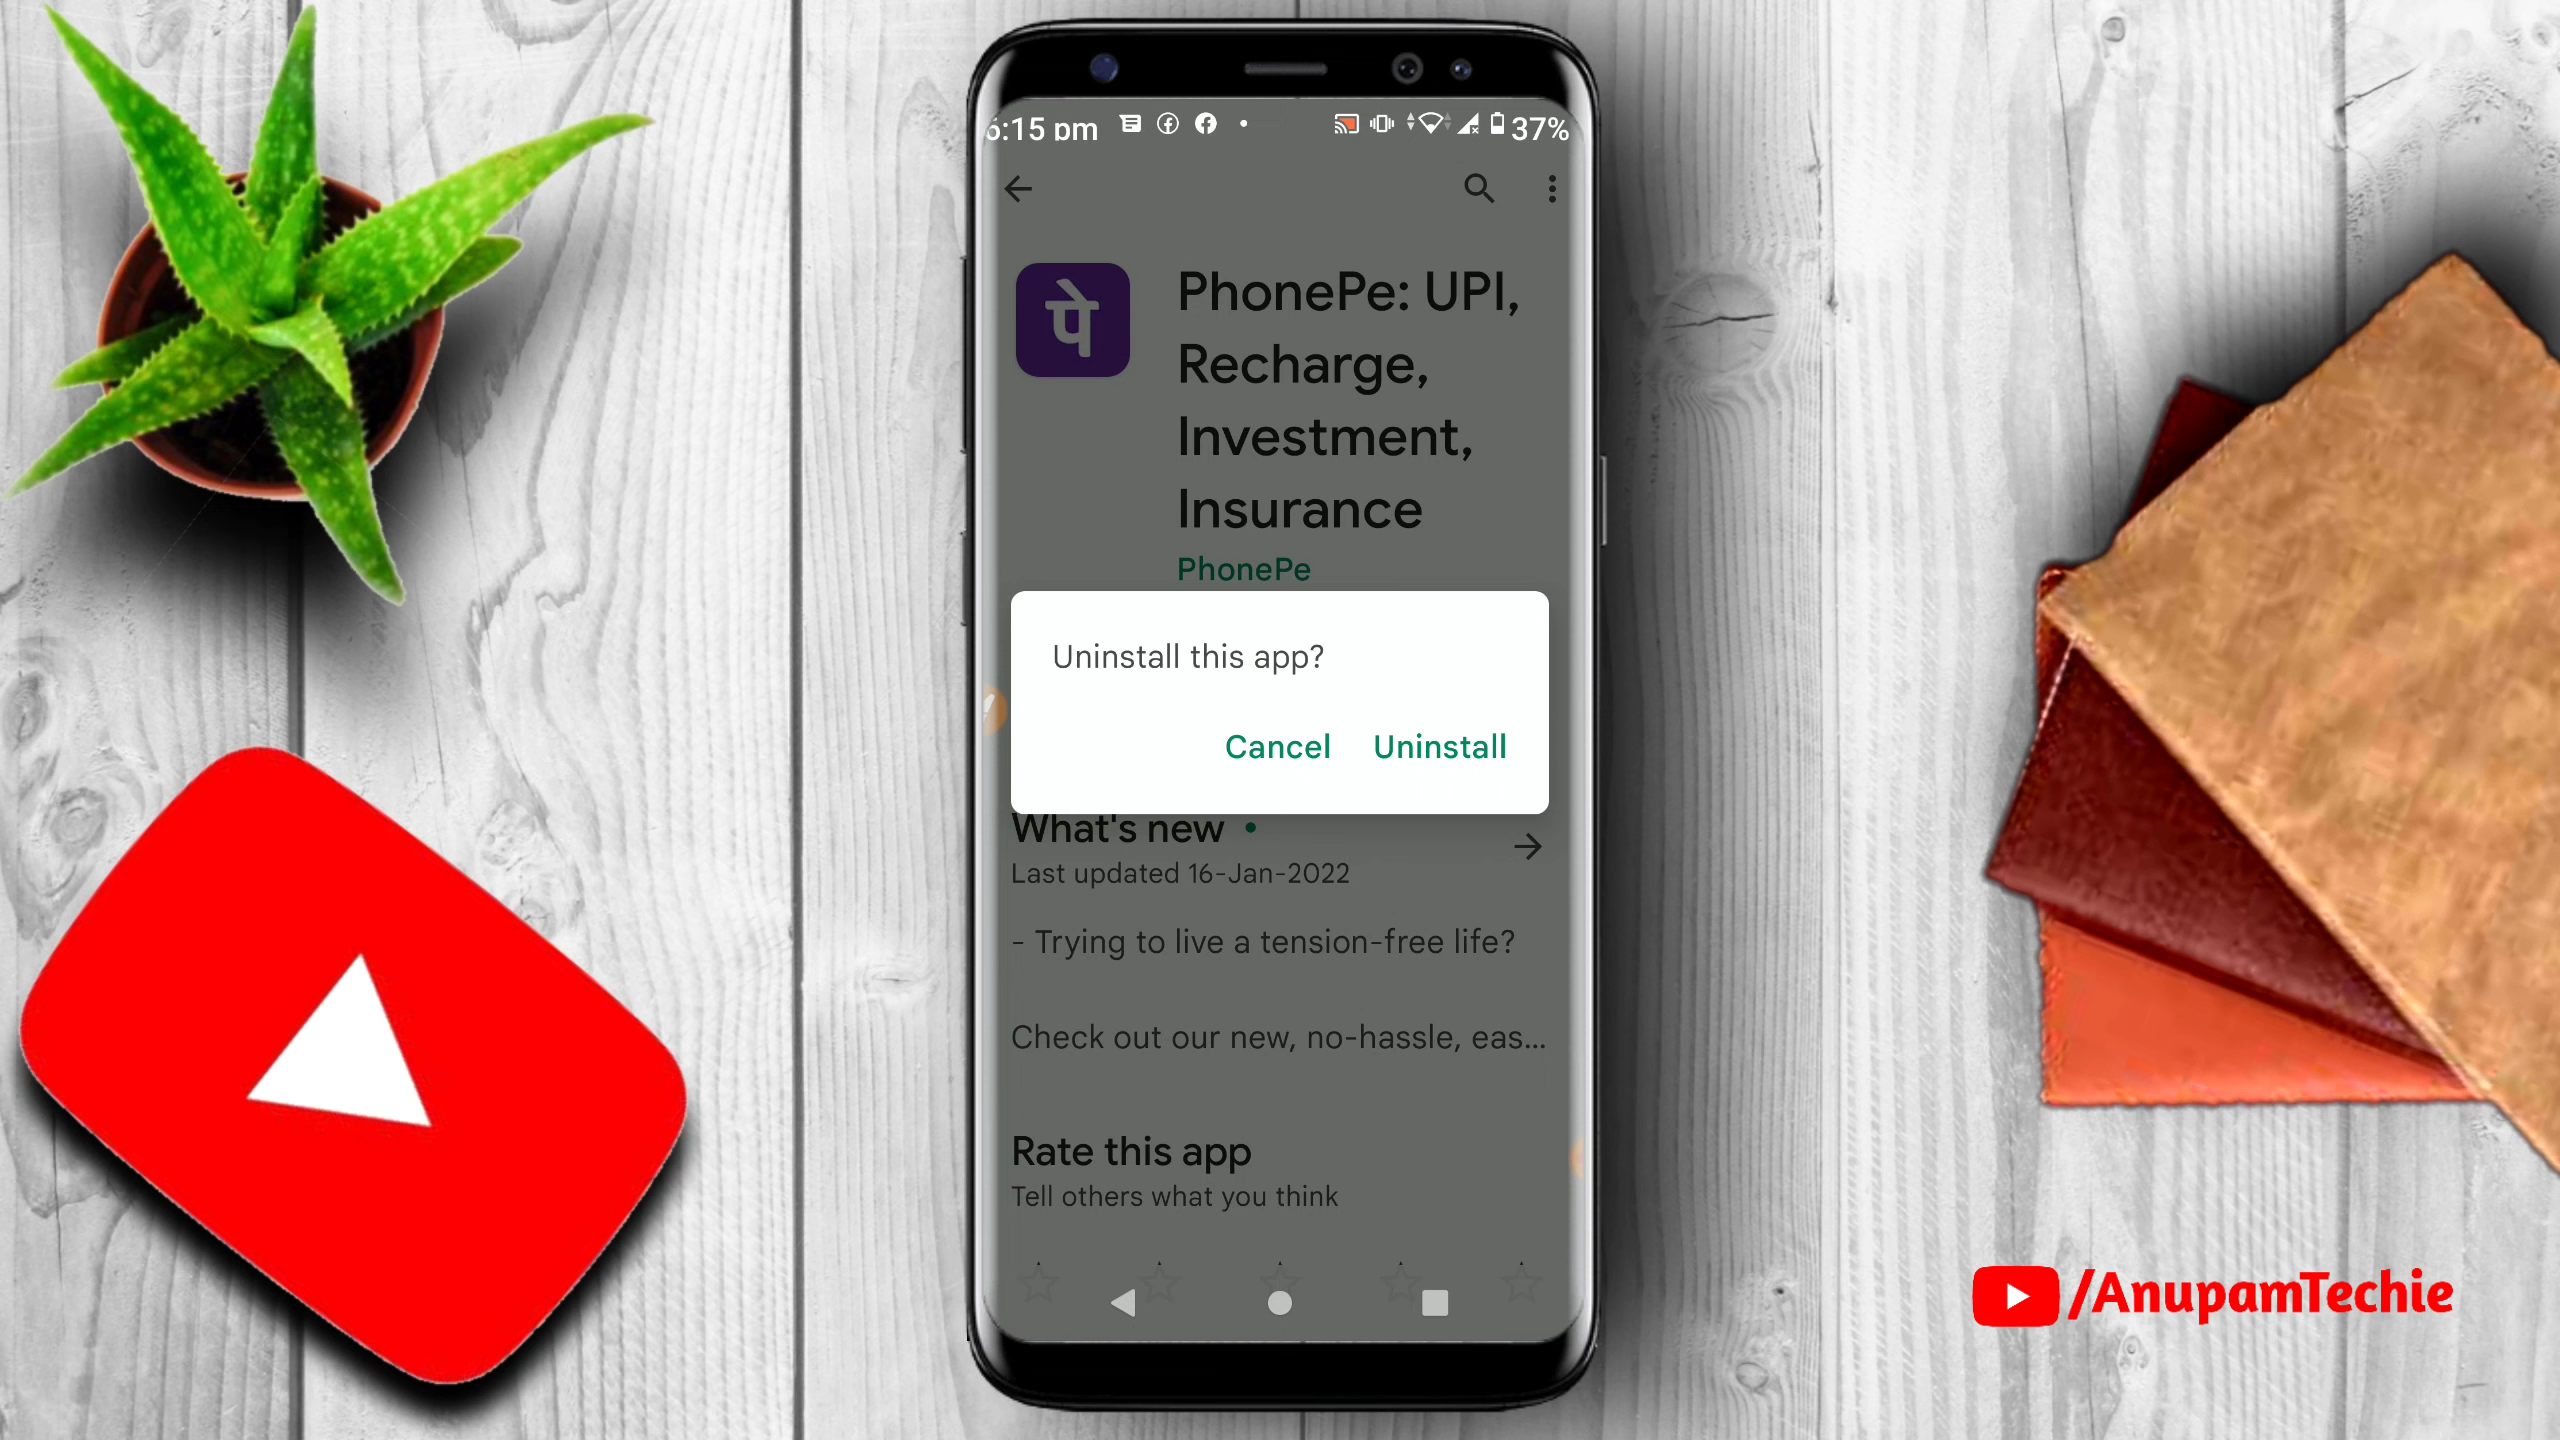 6:15 pm
37%
पे
PhonePe: UPI,
Recharge,
Investment,
Insurance
PhonePe
Uninstall this app?
Cancel Uninstall
What's new
Last updated 16-Jan-2022
- Trying to live a tension-free life?
Check out our new, no-hassle, eas...
Rate this app
Tell others what you think
/AnupamTechie